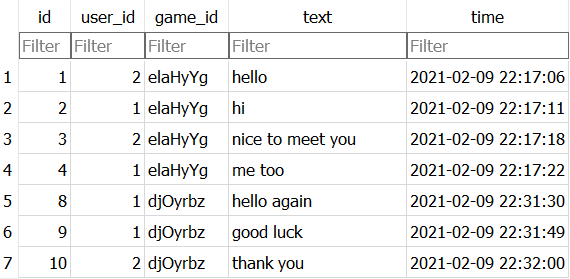 id user_id game_id text time
Filter Filter Filter Filter Filter
1 1 2 elaHyYg hello 2021-02-09 22:17:06
2 2 1 elaHyYg hi 2021-02-09 22:17:11
3 3 2 elaHyYg nice to meet you 2021-02-09 22:17:18
4 4 1 elaHyYg me too 2021-02-09 22:17:22
5 8 1 djOyrbz hello again 2021-02-09 22:31:30
6 9 1 djOyrbz good luck 2021-02-09 22:31:49
7 10 2 djOyrbz thank you 2021-02-09 22:32:00